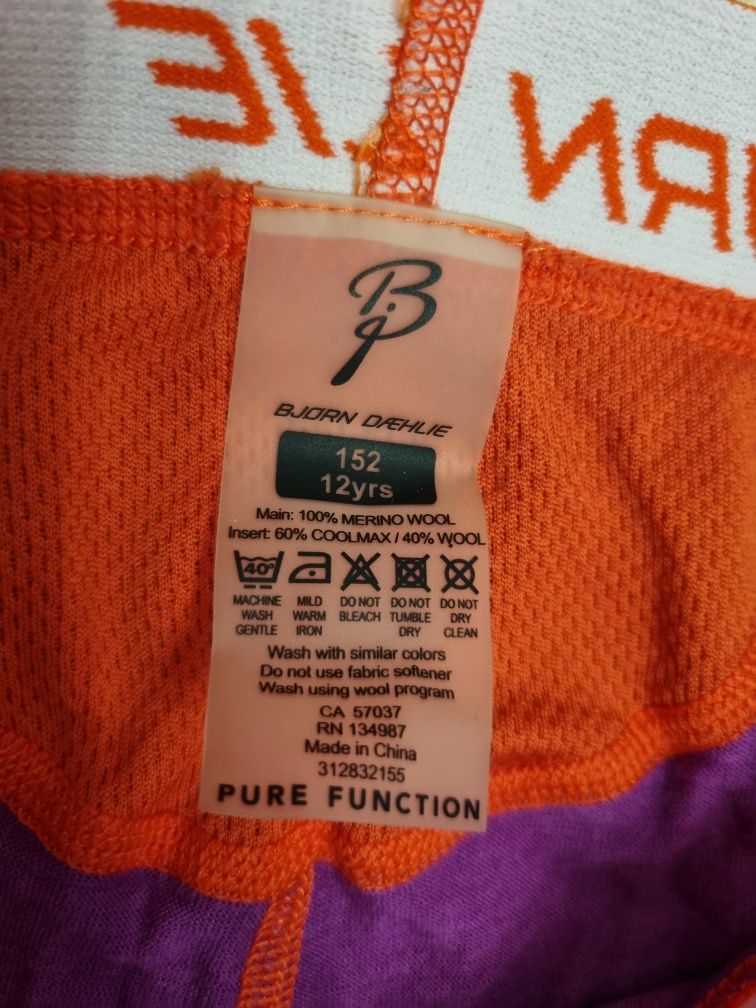 BJØRN DÆHLIE
152
12yrs
Main: 100% MERINO WOOL
Insert: 60% COOLMAX / 40% WOOL
40°
MACHINE WASH GENTLE
MILD WARM IRON
DO NOT BLEACH
DO NOT TUMBLE DRY
DO NOT DRY CLEAN
Wash with similar colors
Do not use fabric softener
Wash using wool program
CA 57037
RN 134987
Made in China
312832155
PURE FUNCTION